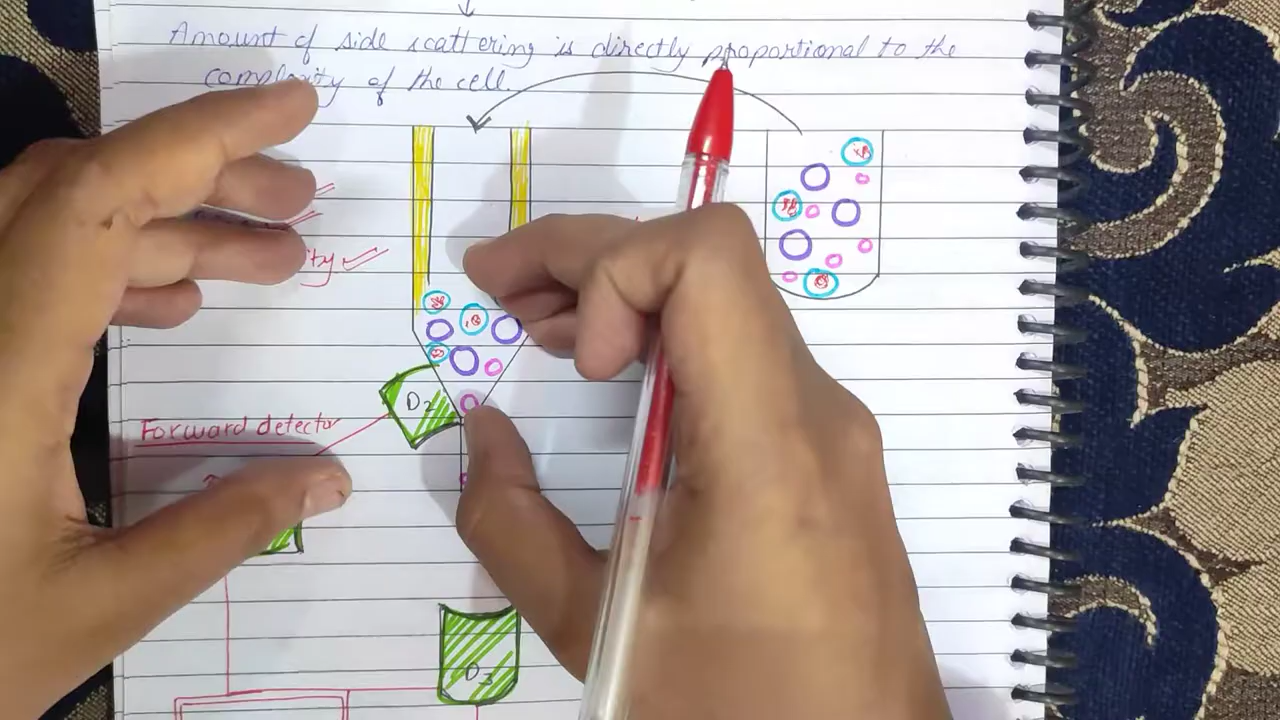 Amount of side scattering is directly proportional to the
complexity of the cell.
D2
Forward detector
D3